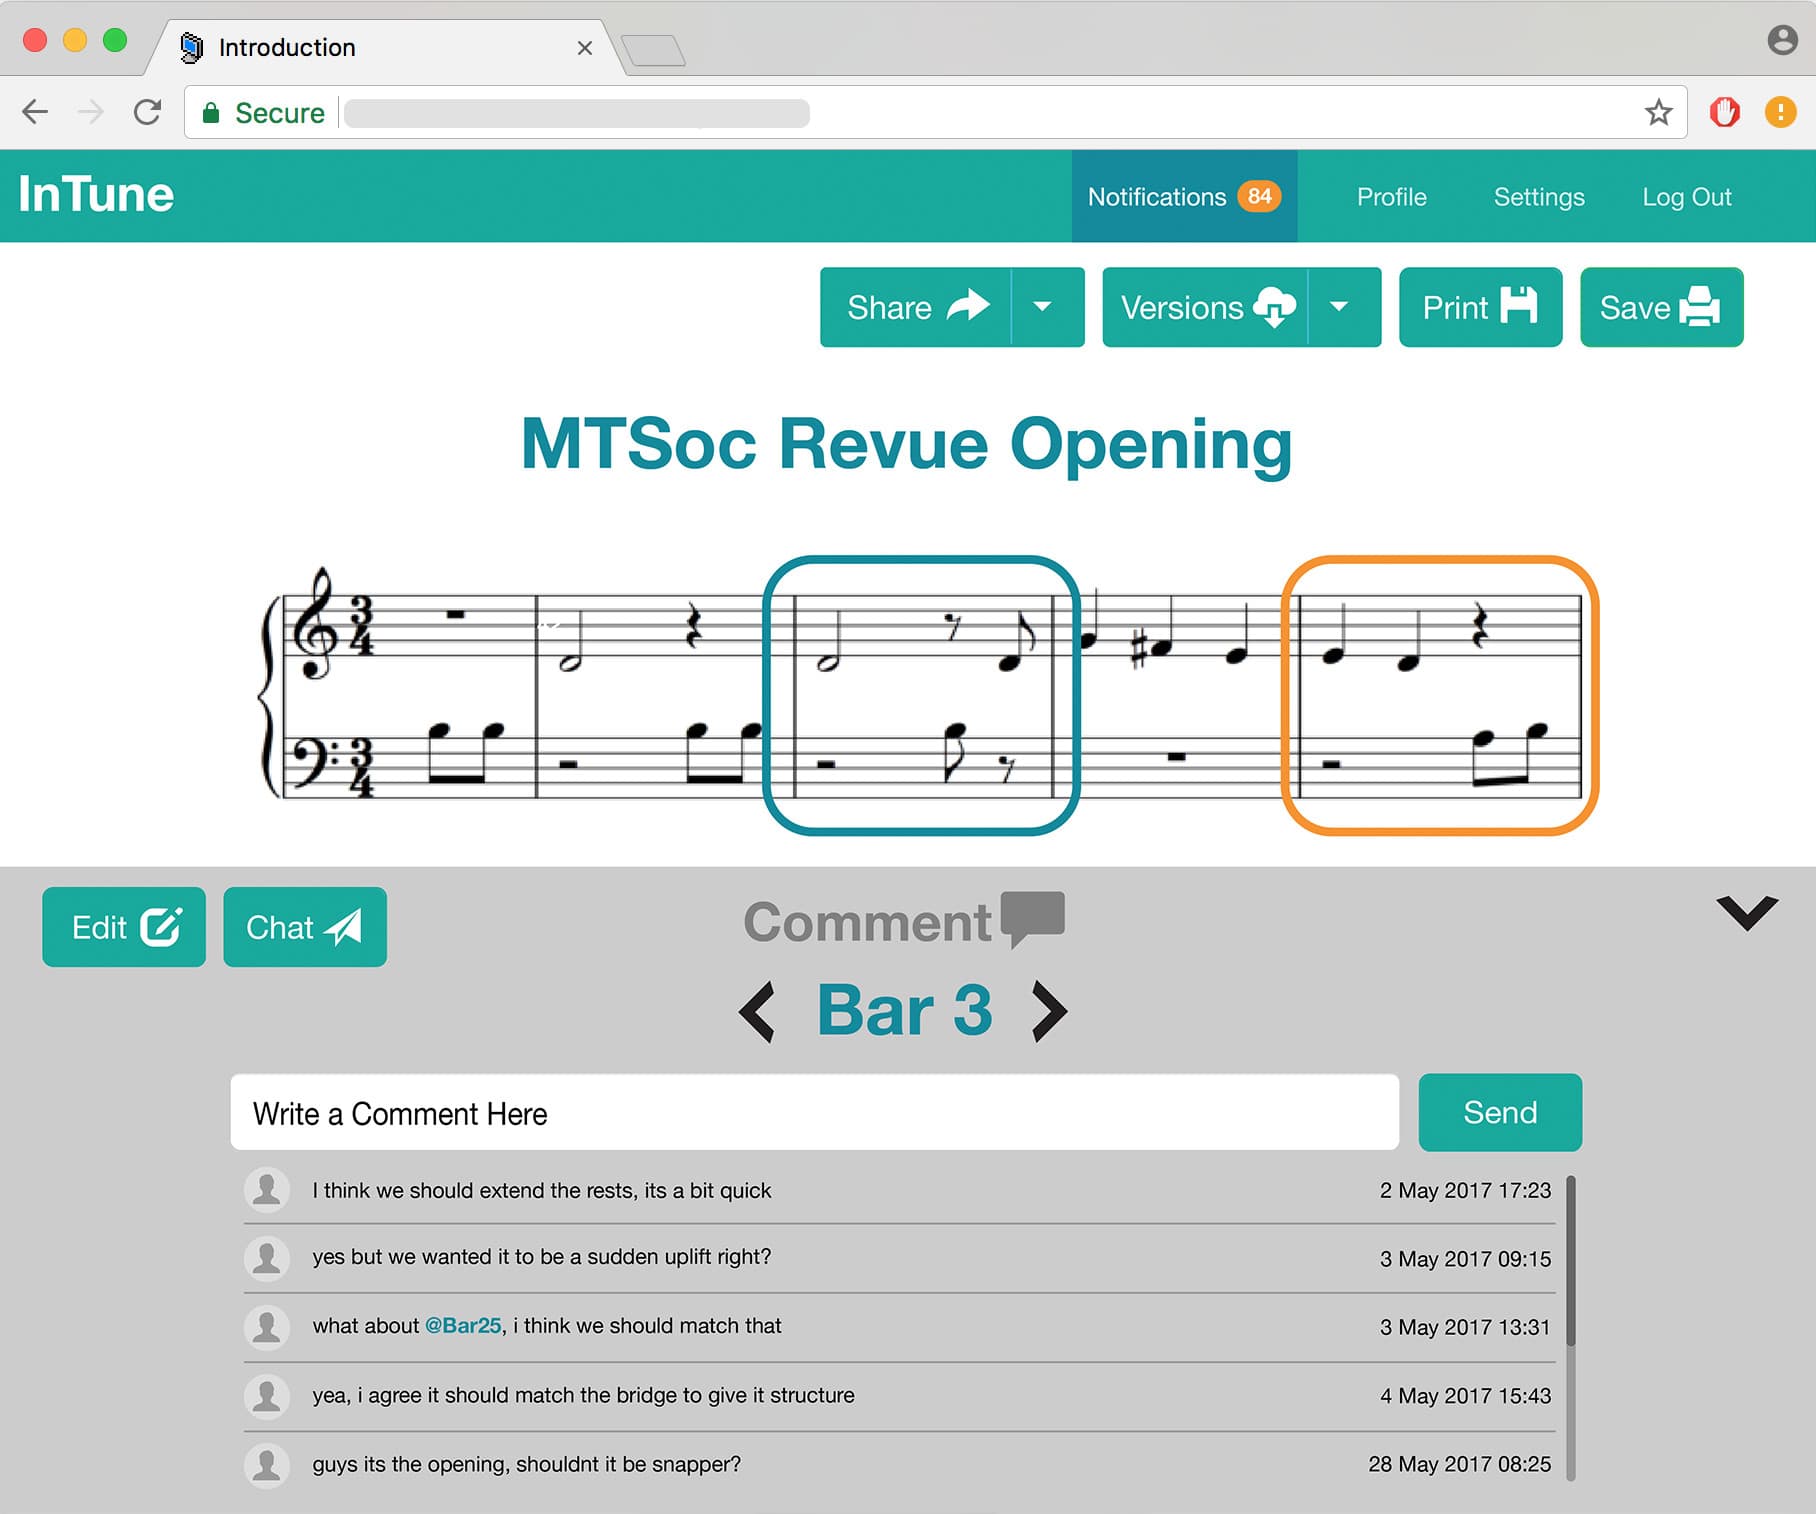 Introduction
Secure
InTune
Notifications 84 Profile Settings Log Out
Share Versions Print Save
MTSoc Revue Opening
3 4
3 4
Edit Chat Comment
Bar 3
Write a Comment Here Send
I think we should extend the rests, its a bit quick 2 May 2017 17:23
yes but we wanted it to be a sudden uplift right? 3 May 2017 09:15
what about @Bar25, i think we should match that 3 May 2017 13:31
yea, i agree it should match the bridge to give it structure 4 May 2017 15:43
guys its the opening, shouldnt it be snapper? 28 May 2017 08:25